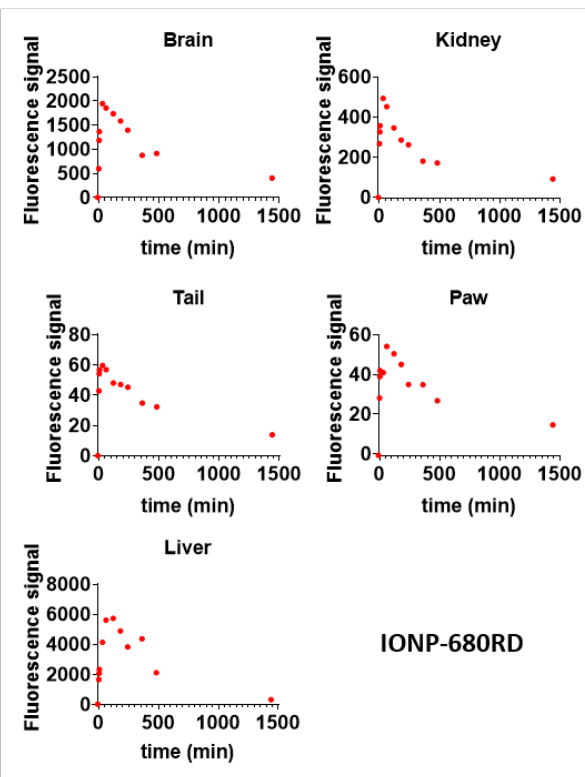 Brain
Fluorescence signal
2500
2000
1500
1000
500
0
0 500 1000 1500
time (min)
Kidney
Fluorescence signal
600
400
200
0
0 500 1000 1500
time (min)
Tail
Fluorescence signal
80
60
40
20
0
0 500 1000 1500
time (min)
Paw
Fluorescence signal
60
40
20
0
0 500 1000 1500
time (min)
Liver
Fluorescence signal
8000
6000
4000
2000
0
0 500 1000 1500
time (min)
IONP-680RD